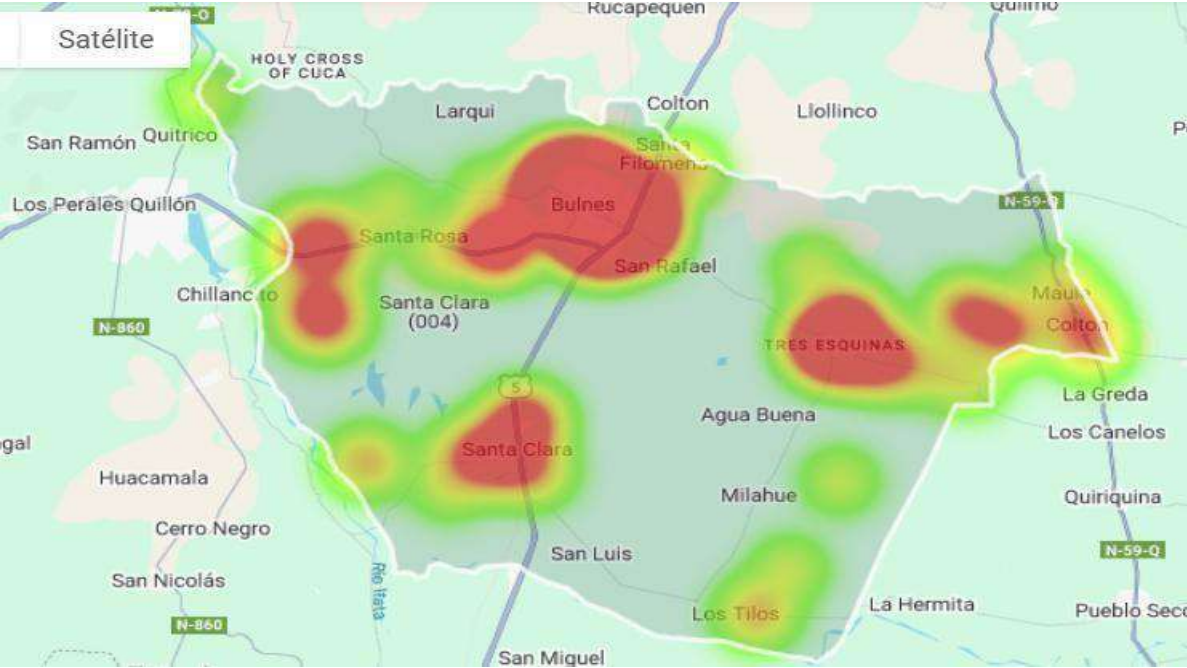 Satélite
Rucapequen
Quilmo
HOLY CROSS
OF CUCA
Larqui
Colton
Llollinco
San Ramón
Quitrico
Santa
Filomena
Los Perales
Quillón
Bulnes
N-59-Q
Santa Rosa
San Rafael
Chillancito
Santa Clara
(004)
Maule
Colton
N-860
TRES ESQUINAS
5
La Greda
Agua Buena
Los Canelos
Santa Clara
Huacamala
Milahue
Quiriquina
Cerro Negro
San Luis
N-59-Q
San Nicolás
Río Itata
La Hermita
Los Tilos
Pueblo Seco
N-860
San Miguel